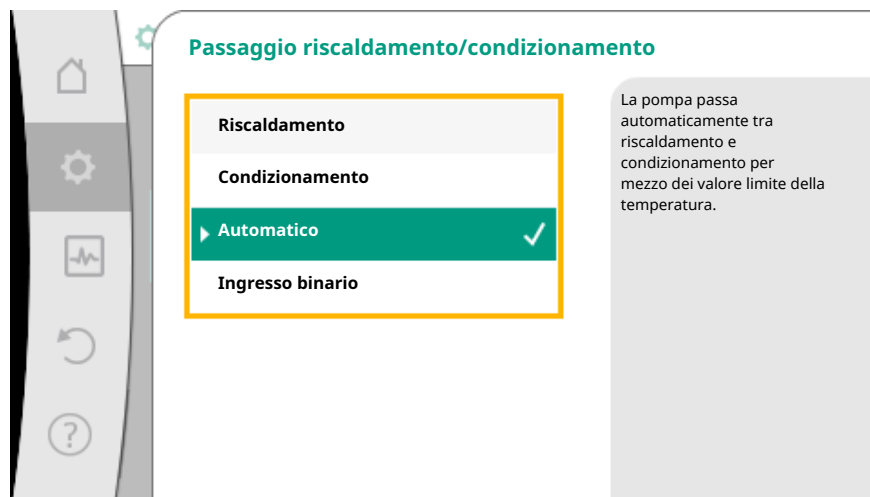 Passaggio riscaldamento/condizionamento
Riscaldamento
Condizionamento
Automatico
Ingresso binario
La pompa passa
automaticamente tra
riscaldamento e
condizionamento per
mezzo dei valore limite della
temperatura.
?